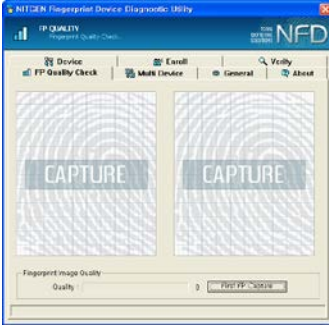 NITGEN Fingerprint Device Diagnostic Utility
FP QUALITY
Fingerprint Quality Check..
NFD
Device
Enroll
Verify
FP Quality Check
Multi Device
General
About
CAPTURE
CAPTURE
Fingerprint Image Quality
Quality :
0
First FP Capture